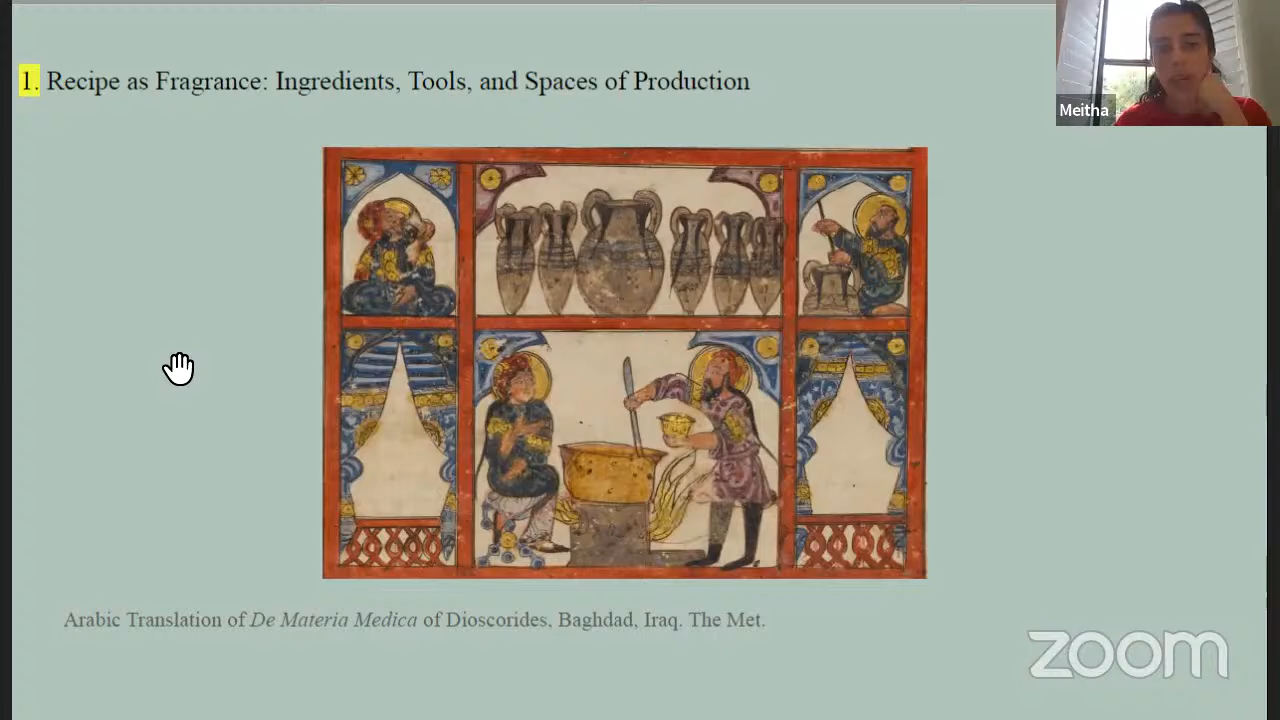 1. Recipe as Fragrance: Ingredients, Tools, and Spaces of Production
Meitha
Arabic Translation of De Materia Medica of Dioscorides, Baghdad, Iraq. The Met.
zoom